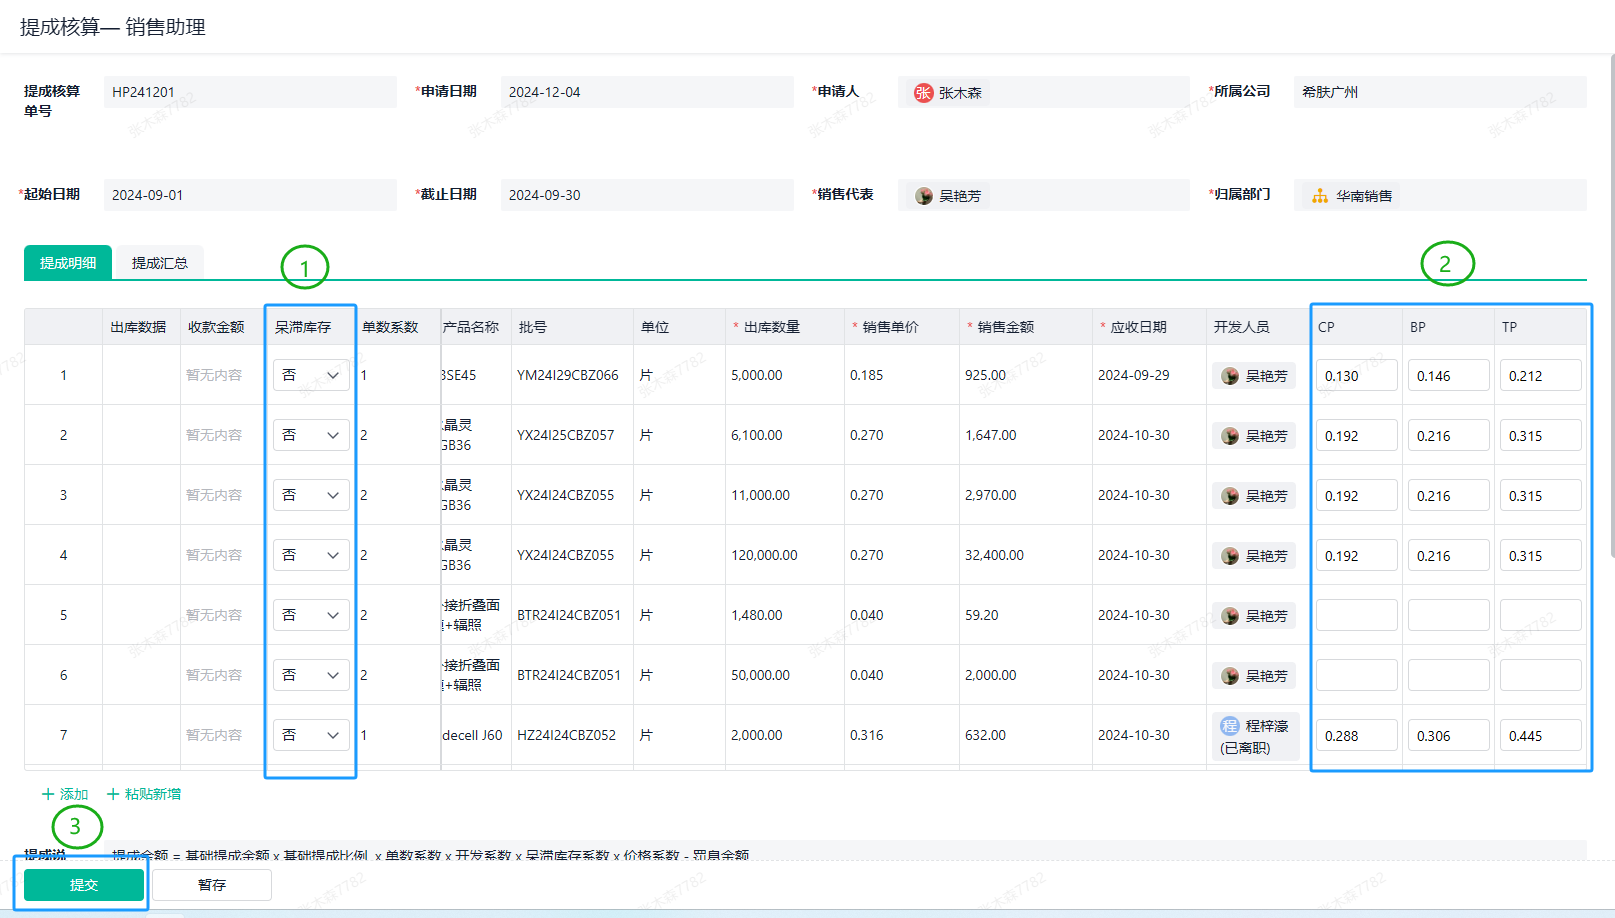 提成核算— 销售助理
提成核算单号 HP241201 *申请日期 2024-12-04 *申请人 张 张木森 *所属公司 希肤广州
*起始日期 2024-09-01 *截止日期 2024-09-30 *销售代表 吴艳芳 *归属部门 华南销售
提成明细 提成汇总 1 2
出库数据 收款金额 呆滞库存 单数系数 产品名称 批号 单位 * 出库数量 * 销售单价 * 销售金额 * 应收日期 开发人员 CP BP TP
1 暂无内容 否 1 3SE45 YM24I29CBZ066 片 5,000.00 0.185 925.00 2024-09-29 吴艳芳 0.130 0.146 0.212
2 暂无内容 否 2 晶灵GB36 YX24I25CBZ057 片 6,100.00 0.270 1,647.00 2024-10-30 吴艳芳 0.192 0.216 0.315
3 暂无内容 否 2 晶灵GB36 YX24I24CBZ055 片 11,000.00 0.270 2,970.00 2024-10-30 吴艳芳 0.192 0.216 0.315
4 暂无内容 否 2 晶灵GB36 YX24I24CBZ055 片 120,000.00 0.270 32,400.00 2024-10-30 吴艳芳 0.192 0.216 0.315
5 暂无内容 否 2 接折叠面+辐照 BTR24I24CBZ051 片 1,480.00 0.040 59.20 2024-10-30 吴艳芳
6 暂无内容 否 2 接折叠面+辐照 BTR24I24CBZ051 片 50,000.00 0.040 2,000.00 2024-10-30 吴艳芳
7 暂无内容 否 1 decell J60 HZ24I24CBZ052 片 2,000.00 0.316 632.00 2024-10-30 程 程梓濠(已离职) 0.288 0.306 0.445
添加 粘贴新增
3
提成说 提成金额 = 基础提成金额 x 基础提成比例 x 单数系数 x 开发系数 x 呆滞库存系数 x 价格系数 - 罚息金额
提交 暂存
张木森7782